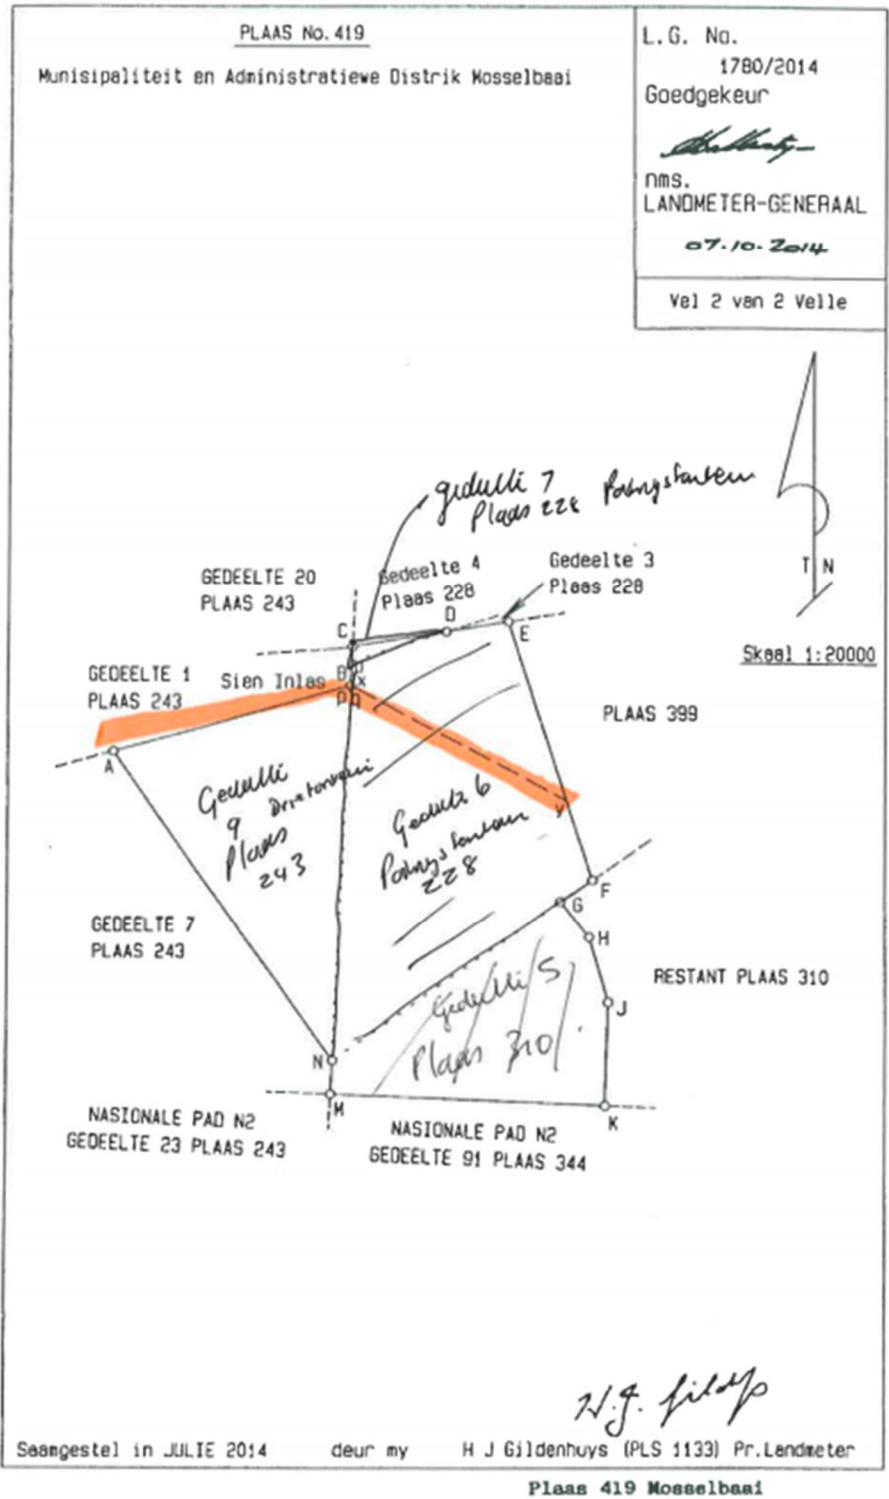 PLAAS No. 419
Munisipaliteit en Administratiewe Distrik Mosselbaai
L.G. No.
1780/2014
Goedgekeur
nms.
LANDMETER-GENERAAL
07-10-2014
Vel 2 van 2 Velle
T N
Skaal 1:20000
Gedeelte 7
Plaas 228
GEDEELTE 20
PLAAS 243
Gedeelte 4
Plaas 228
Gedeelte 3
Plaas 228
C
D
E
GEDEELTE 1
PLAAS 243
Sien Inlas
B
x
p
q
PLAAS 399
A
Gedeelte
9
Plaas
243
Gedeelte 6
228
y
F
G
H
GEDEELTE 7
PLAAS 243
RESTANT PLAAS 310
J
Gedeelte 5
Plaas 310
N
M
K
NASIONALE PAD N2
GEDEELTE 23 PLAAS 243
NASIONALE PAD N2
GEDEELTE 91 PLAAS 344
Saamgestel in JULIE 2014 deur my H J Gildenhuys (PLS 1133) Pr.Landmeter
Plaas 419 Mosselbaai